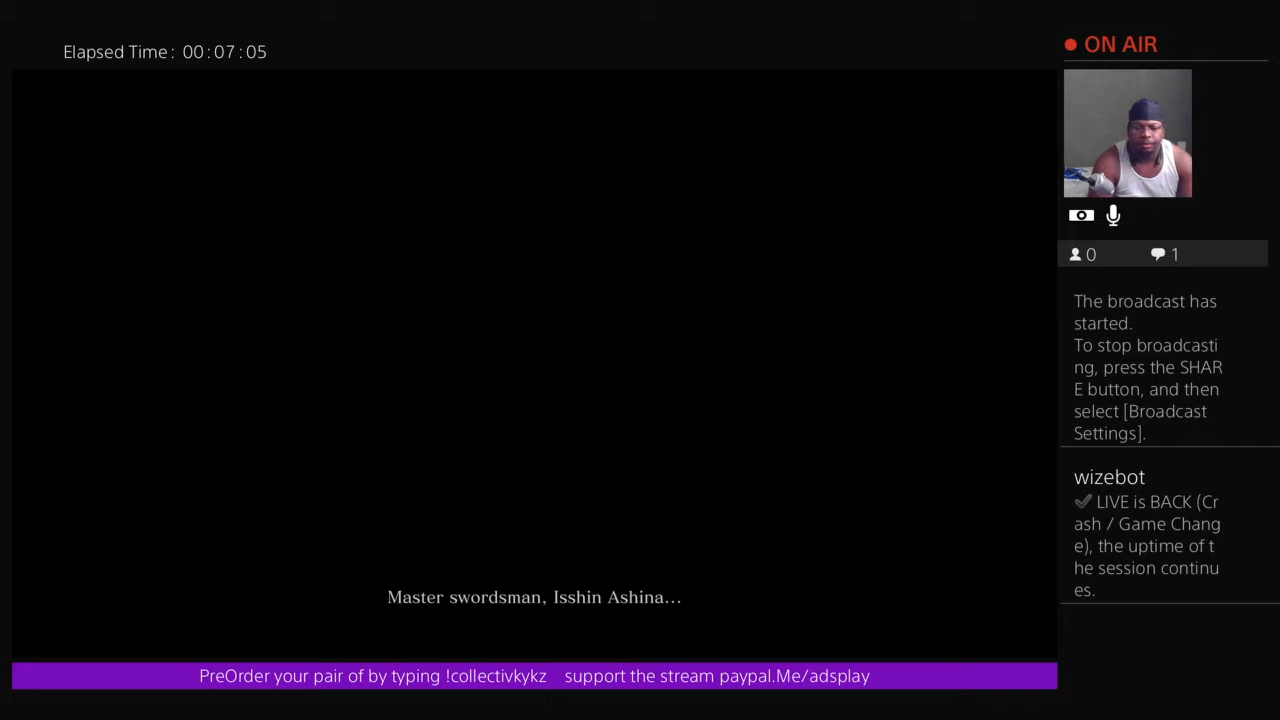 Elapsed Time: 00:07:05
ON AIR
0 1
The broadcast has
started.
To stop broadcasti
ng, press the SHAR
E button, and then
select [Broadcast
Settings].
wizebot
✓ LIVE is BACK (Cr
ash / Game Chang
e), the uptime of t
he session continu
es.
Master swordsman, Isshin Ashina...
PreOrder your pair of by typing !collectivkykz support the stream paypal.Me/adsplay